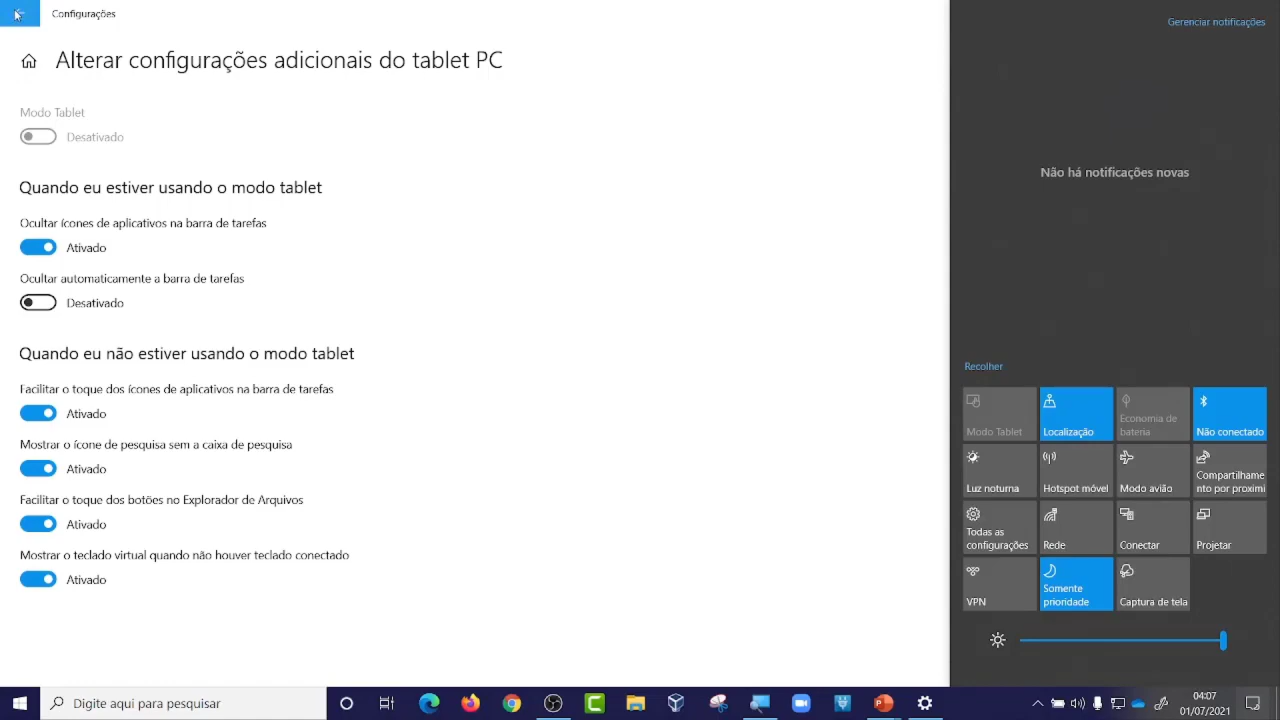 Configurações
Alterar configurações adicionais do tablet PC
Modo Tablet
Desativado
Quando eu estiver usando o modo tablet
Ocultar ícones de aplicativos na barra de tarefas
Ativado
Ocultar automaticamente a barra de tarefas
Desativado
Quando eu não estiver usando o modo tablet
Facilitar o toque dos ícones de aplicativos na barra de tarefas
Ativado
Mostrar o ícone de pesquisa sem a caixa de pesquisa
Ativado
Facilitar o toque dos botões no Explorador de Arquivos
Ativado
Mostrar o teclado virtual quando não houver teclado conectado
Ativado
Gerenciar notificações
Não há notificações novas
Recolher
Modo Tablet
Localização
Economia de
bateria
Não conectado
Luz noturna
Hotspot móvel
Modo avião
Compartilhame
nto por proximi
Todas as
configurações
Rede
Conectar
Projetar
VPN
Somente
prioridade
Captura de tela
Digite aqui para pesquisar
04:07
01/07/2021